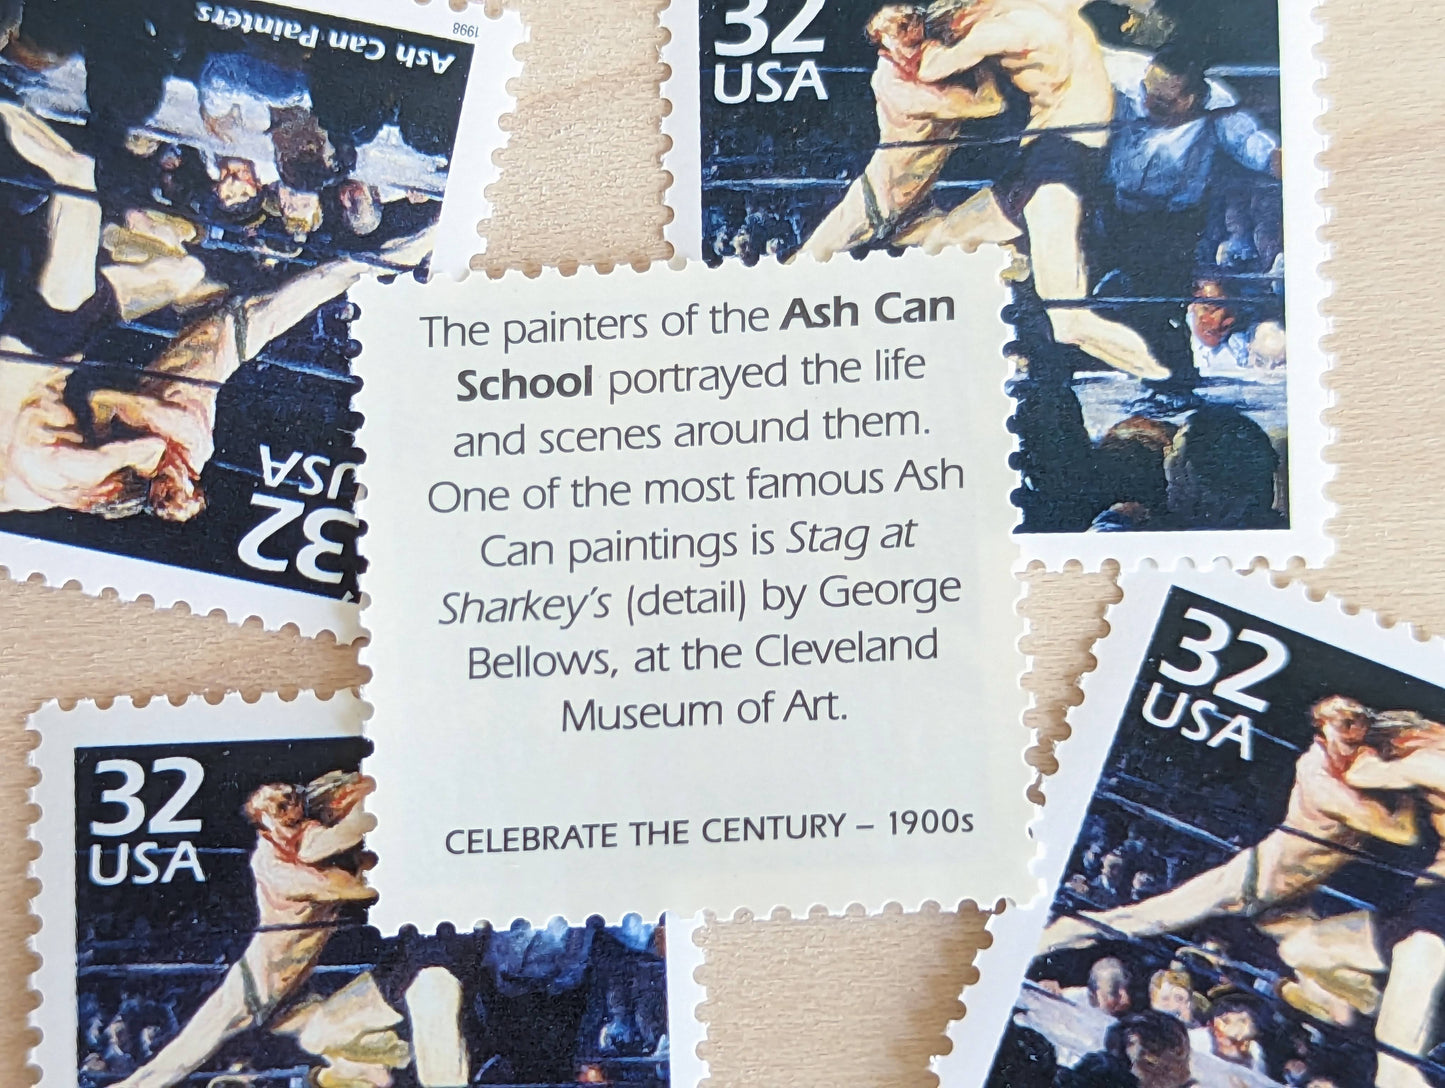 Ash Can Painters
1998
32
USA
32
USA
The painters of the Ash Can
School portrayed the life
and scenes around them.
One of the most famous Ash
Can paintings is Stag at
Sharkey's (detail) by George
Bellows, at the Cleveland
Museum of Art.
CELEBRATE THE CENTURY – 1900s
32
USA
32
USA